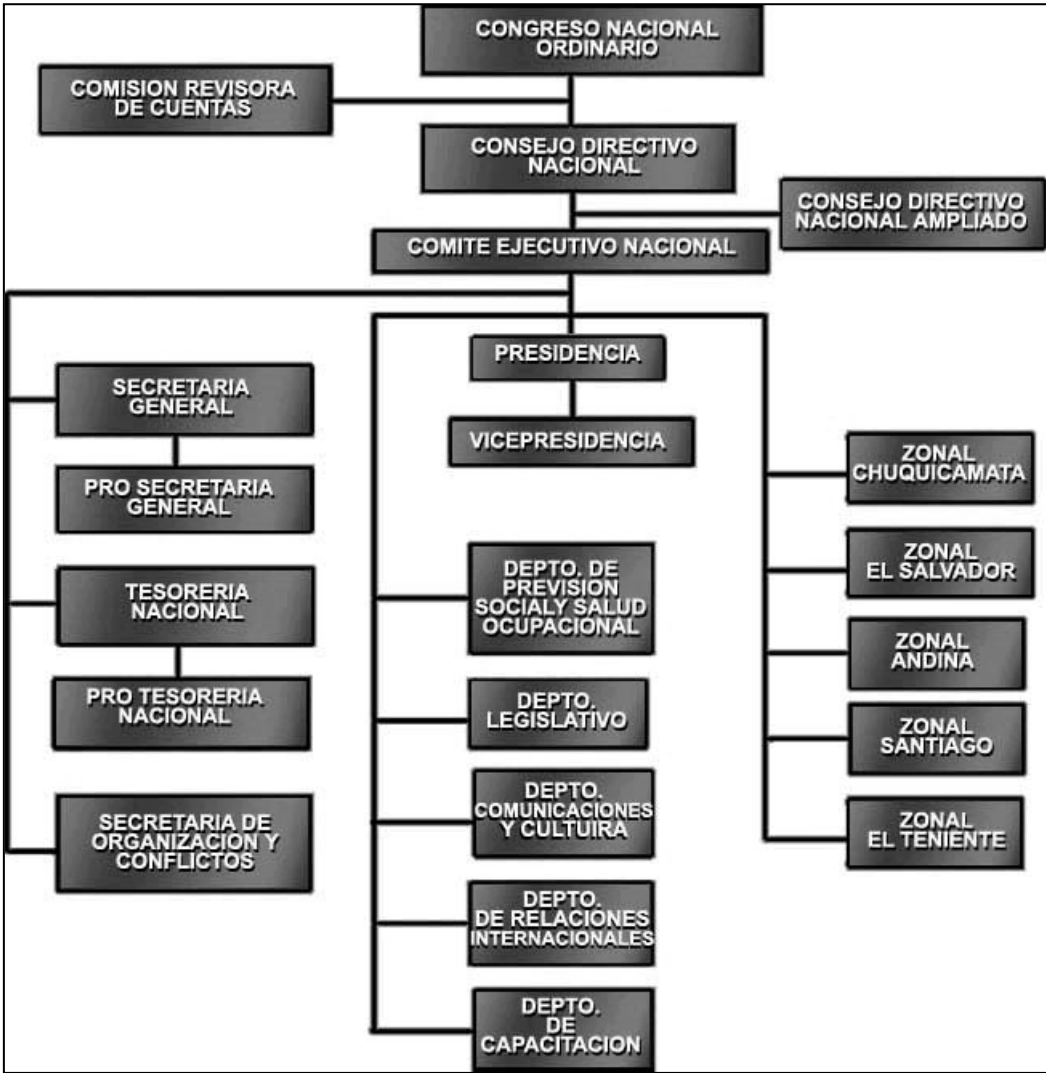 CONGRESO NACIONAL
ORDINARIO
COMISION REVISORA
DE CUENTAS
CONSEJO DIRECTIVO
NACIONAL
CONSEJO DIRECTIVO
NACIONAL AMPLIADO
COMITE EJECUTIVO NACIONAL
PRESIDENCIA
VICEPRESIDENCIA
SECRETARIA
GENERAL
PRO SECRETARIA
GENERAL
TESORERIA
NACIONAL
PRO TESORERIA
NACIONAL
SECRETARIA DE
ORGANIZACION Y
CONFLICTOS
DEPTO. DE
PREVISION
SOCIALY SALUD
OCUPACIONAL
DEPTO.
LEGISLATIVO
DEPTO.
COMUNICACIONES
Y CULTUIRA
DEPTO.
DE RELACIONES
INTERNACIONALES
DEPTO.
DE
CAPACITACION
ZONAL
CHUQUICAMATA
ZONAL
EL SALVADOR
ZONAL
ANDINA
ZONAL
SANTIAGO
ZONAL
EL TENIENTE